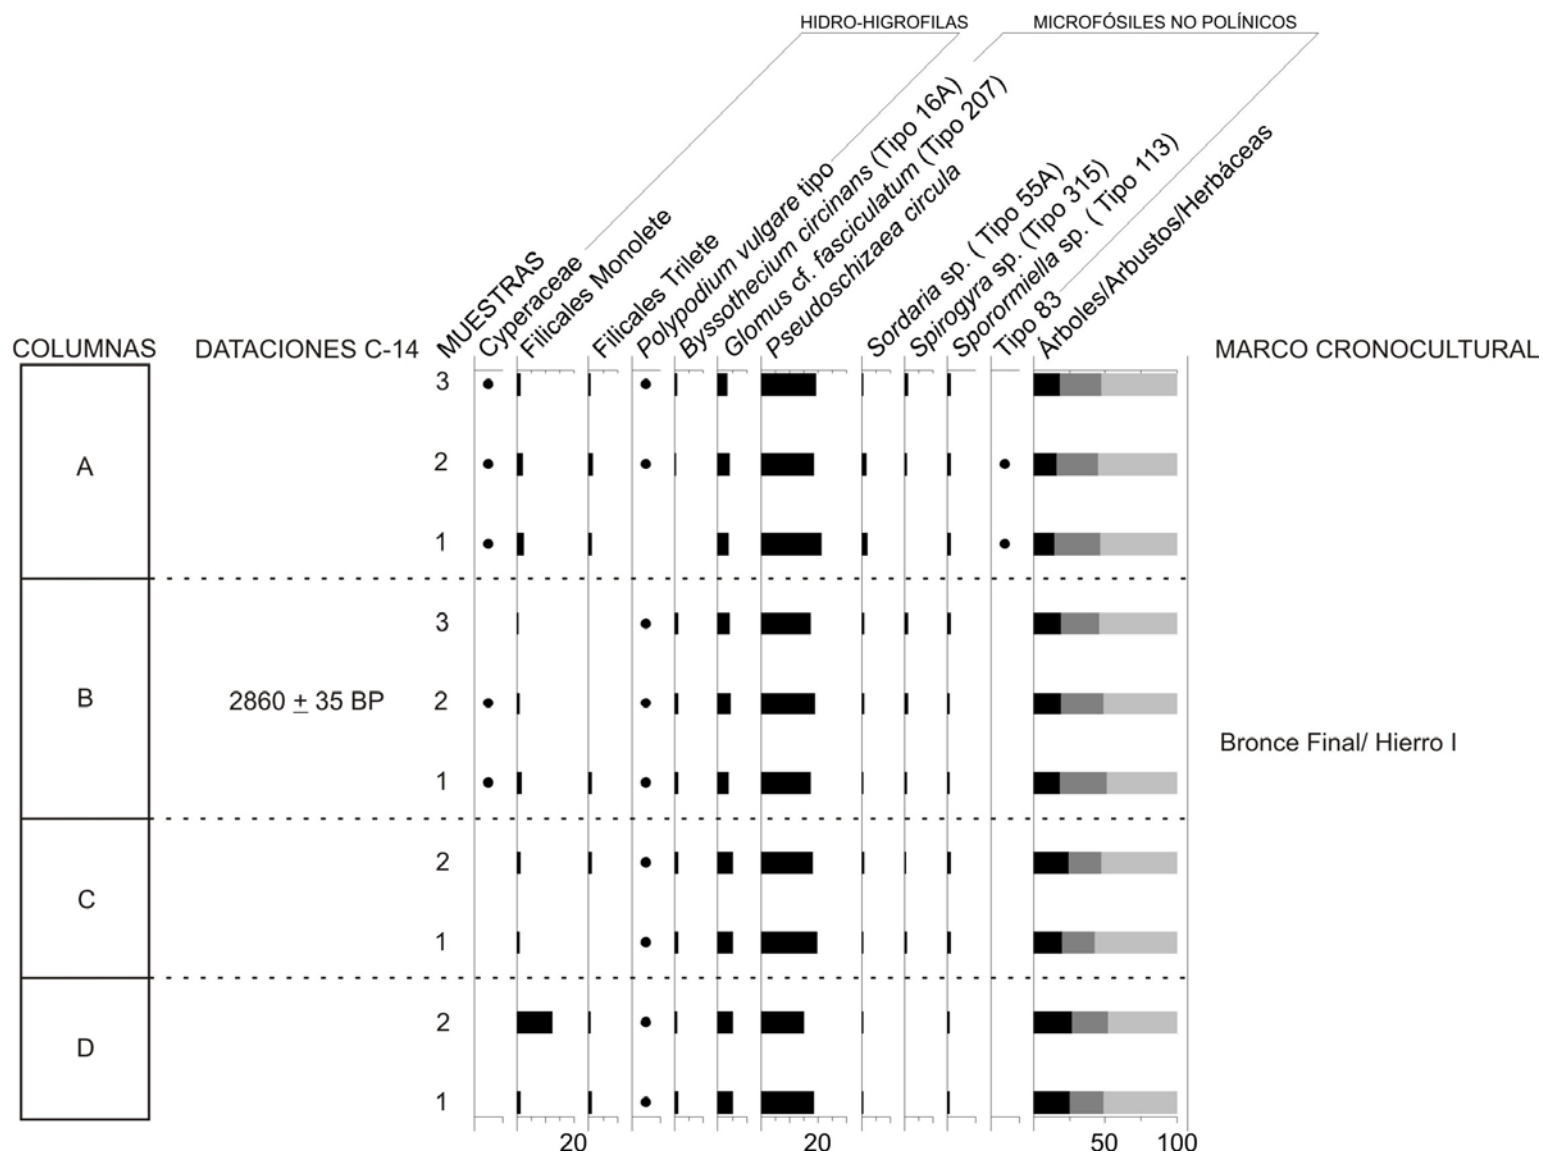 HIDRO-HIGROFILAS
MICROFÓSILES NO POLÍNICOS
COLUMNAS
DATACIONES C-14
MUESTRAS
Cyperaceae
Filicales Monolete
Filicales Trilete
Polypodium vulgare tipo
Byssothecium circinans (Tipo 16A)
Glomus cf. fasciculatum (Tipo 207)
Pseudoschizaea circula
Sordaria sp. ( Tipo 55A)
Spirogyra sp. (Tipo 315)
Sporormiella sp. ( Tipo 113)
Tipo 83
Árboles/Arbustos/Herbáceas
MARCO CRONOCULTURAL
3
A
2
1
3
B
2860 ± 35 BP
2
Bronce Final/ Hierro I
1
2
C
1
2
D
1
20
20
50
100